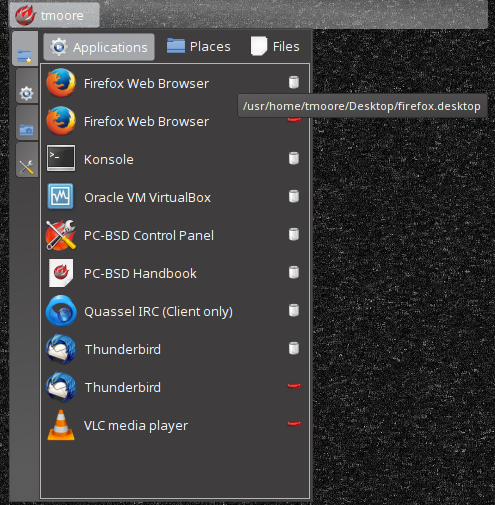 tmoore
Applications Places Files
Firefox Web Browser
/usr/home/tmoore/Desktop/firefox.desktop
Firefox Web Browser
Konsole
Oracle VM VirtualBox
PC-BSD Control Panel
PC-BSD Handbook
Quassel IRC (Client only)
Thunderbird
Thunderbird
VLC media player